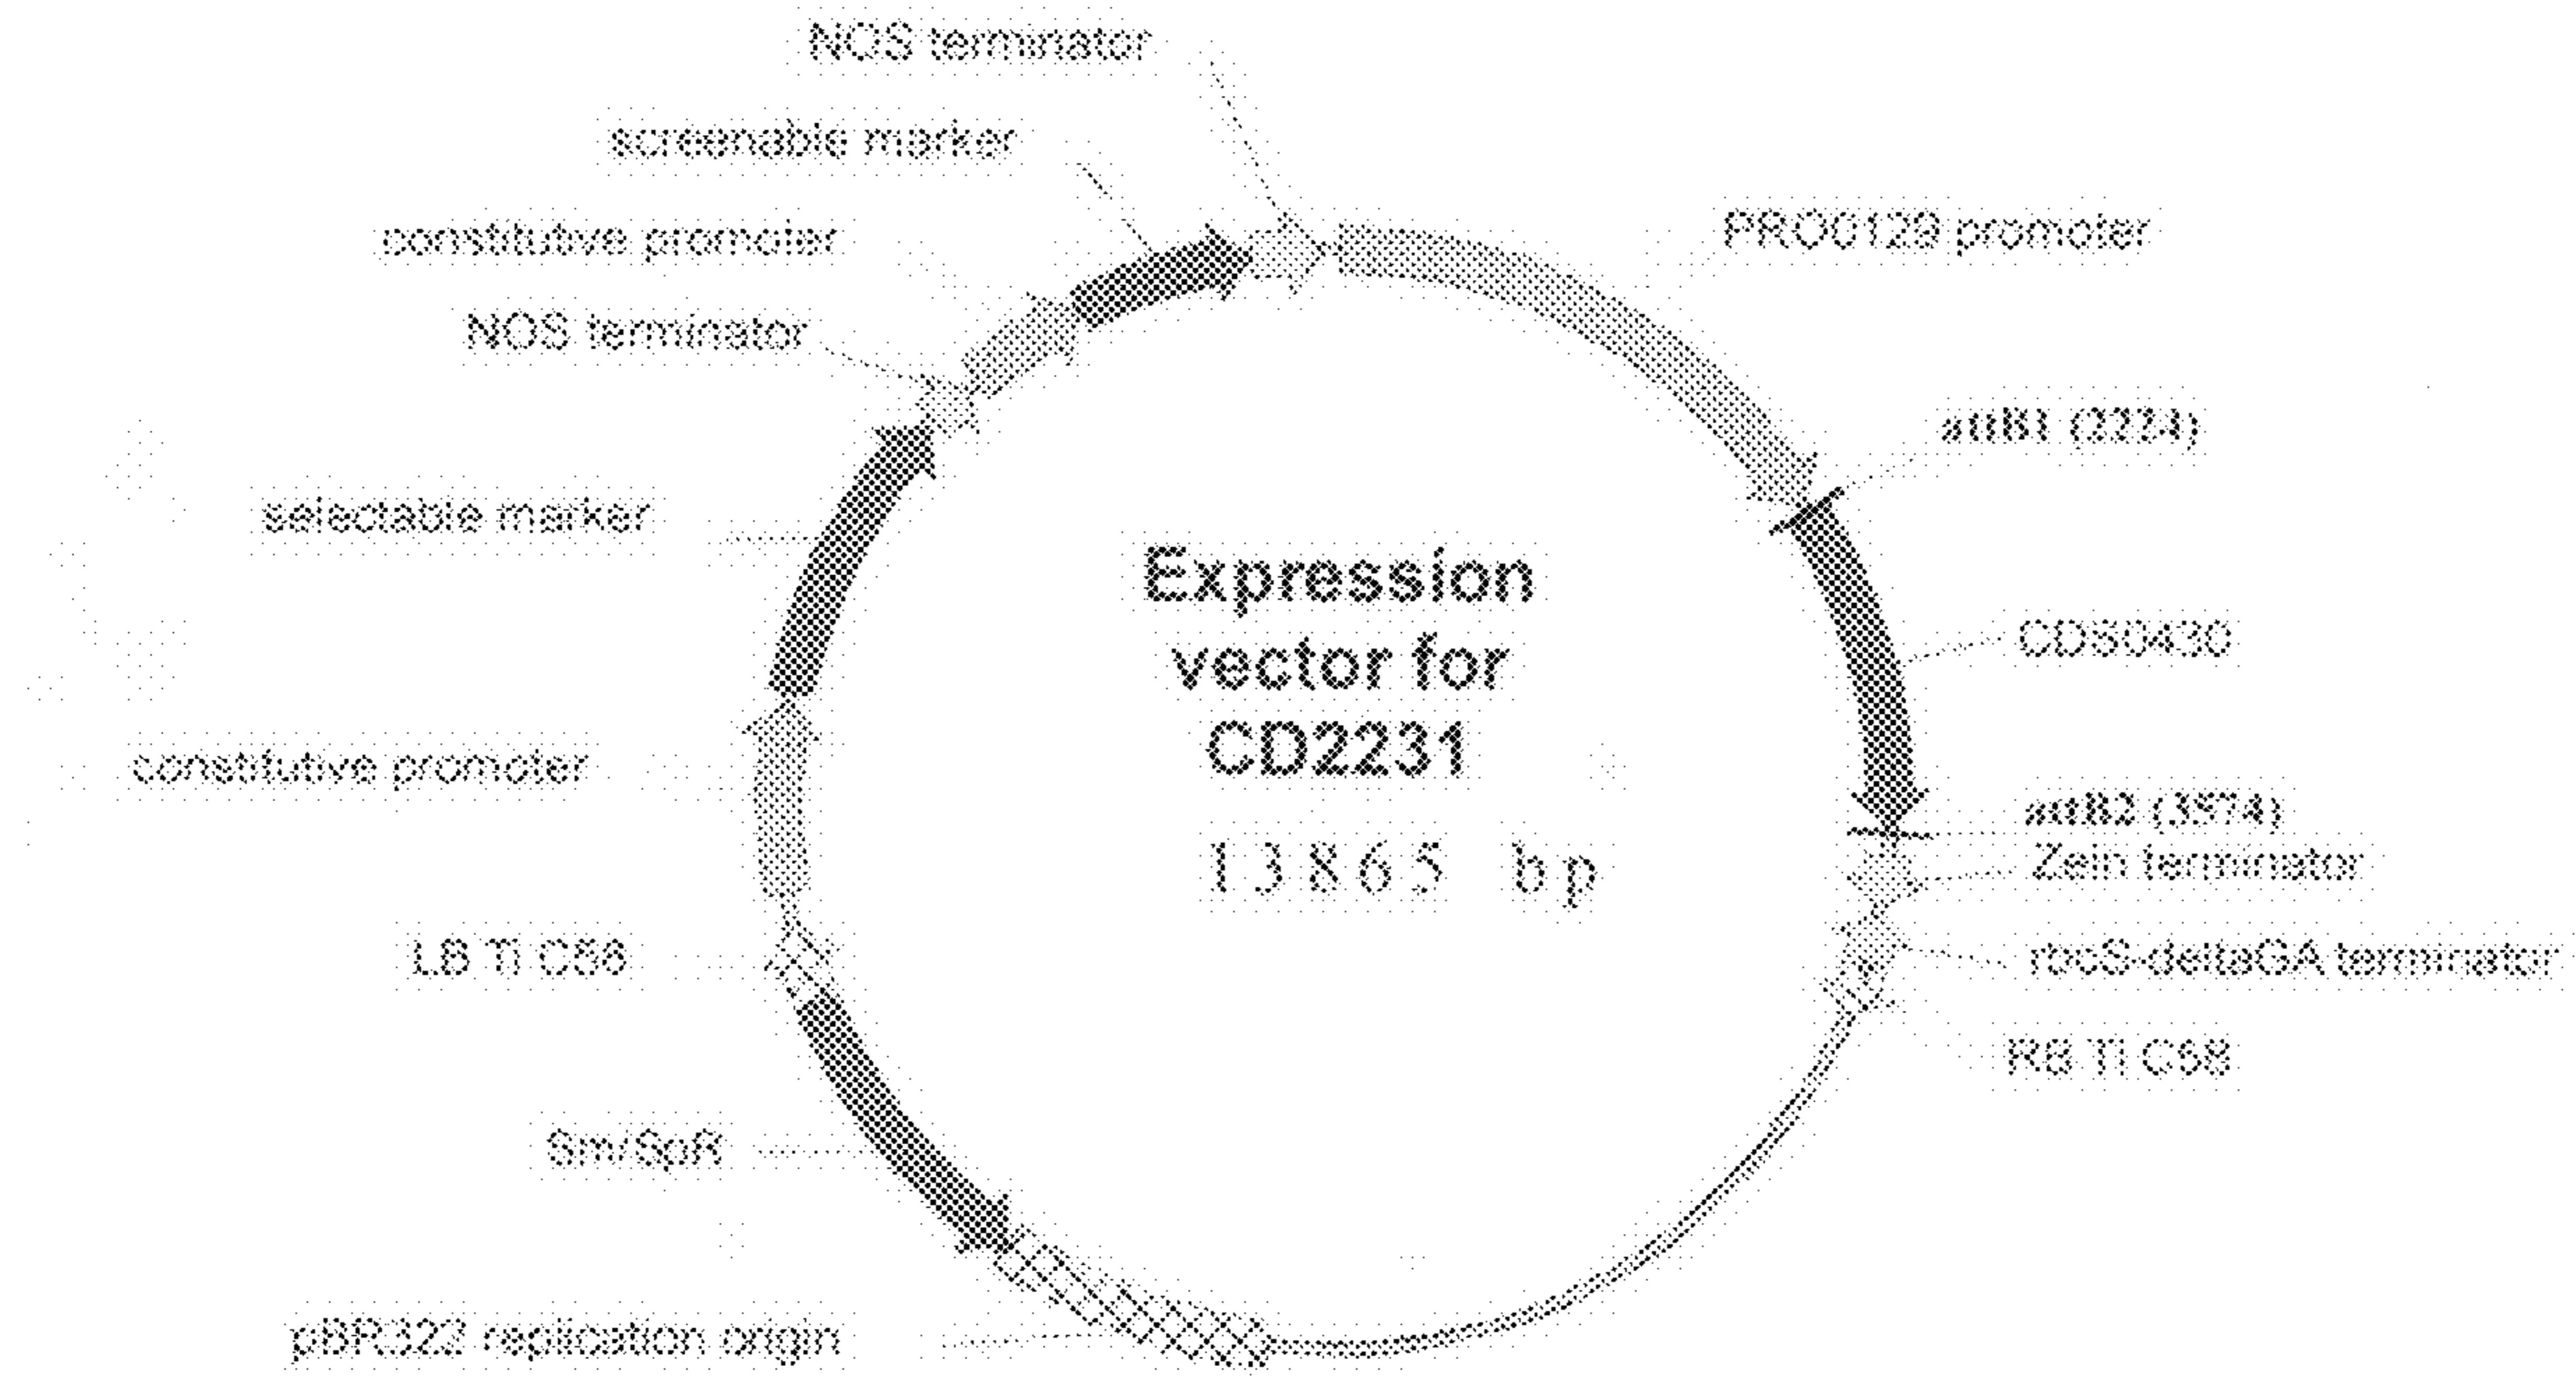 NOS terminator
screenable marker
constitutive promoter
NOS terminator
selectable marker
constitutive promoter
LB Ti C58
Sm/SpR
pBR322 replication origin
PRO0129 promoter
attB1 (2224)
CDS0430
attB2 (3974)
Zein terminator
rbcS-deltaGA terminator
RB Ti C58
Expression
vector for
CD2231
13865 bp